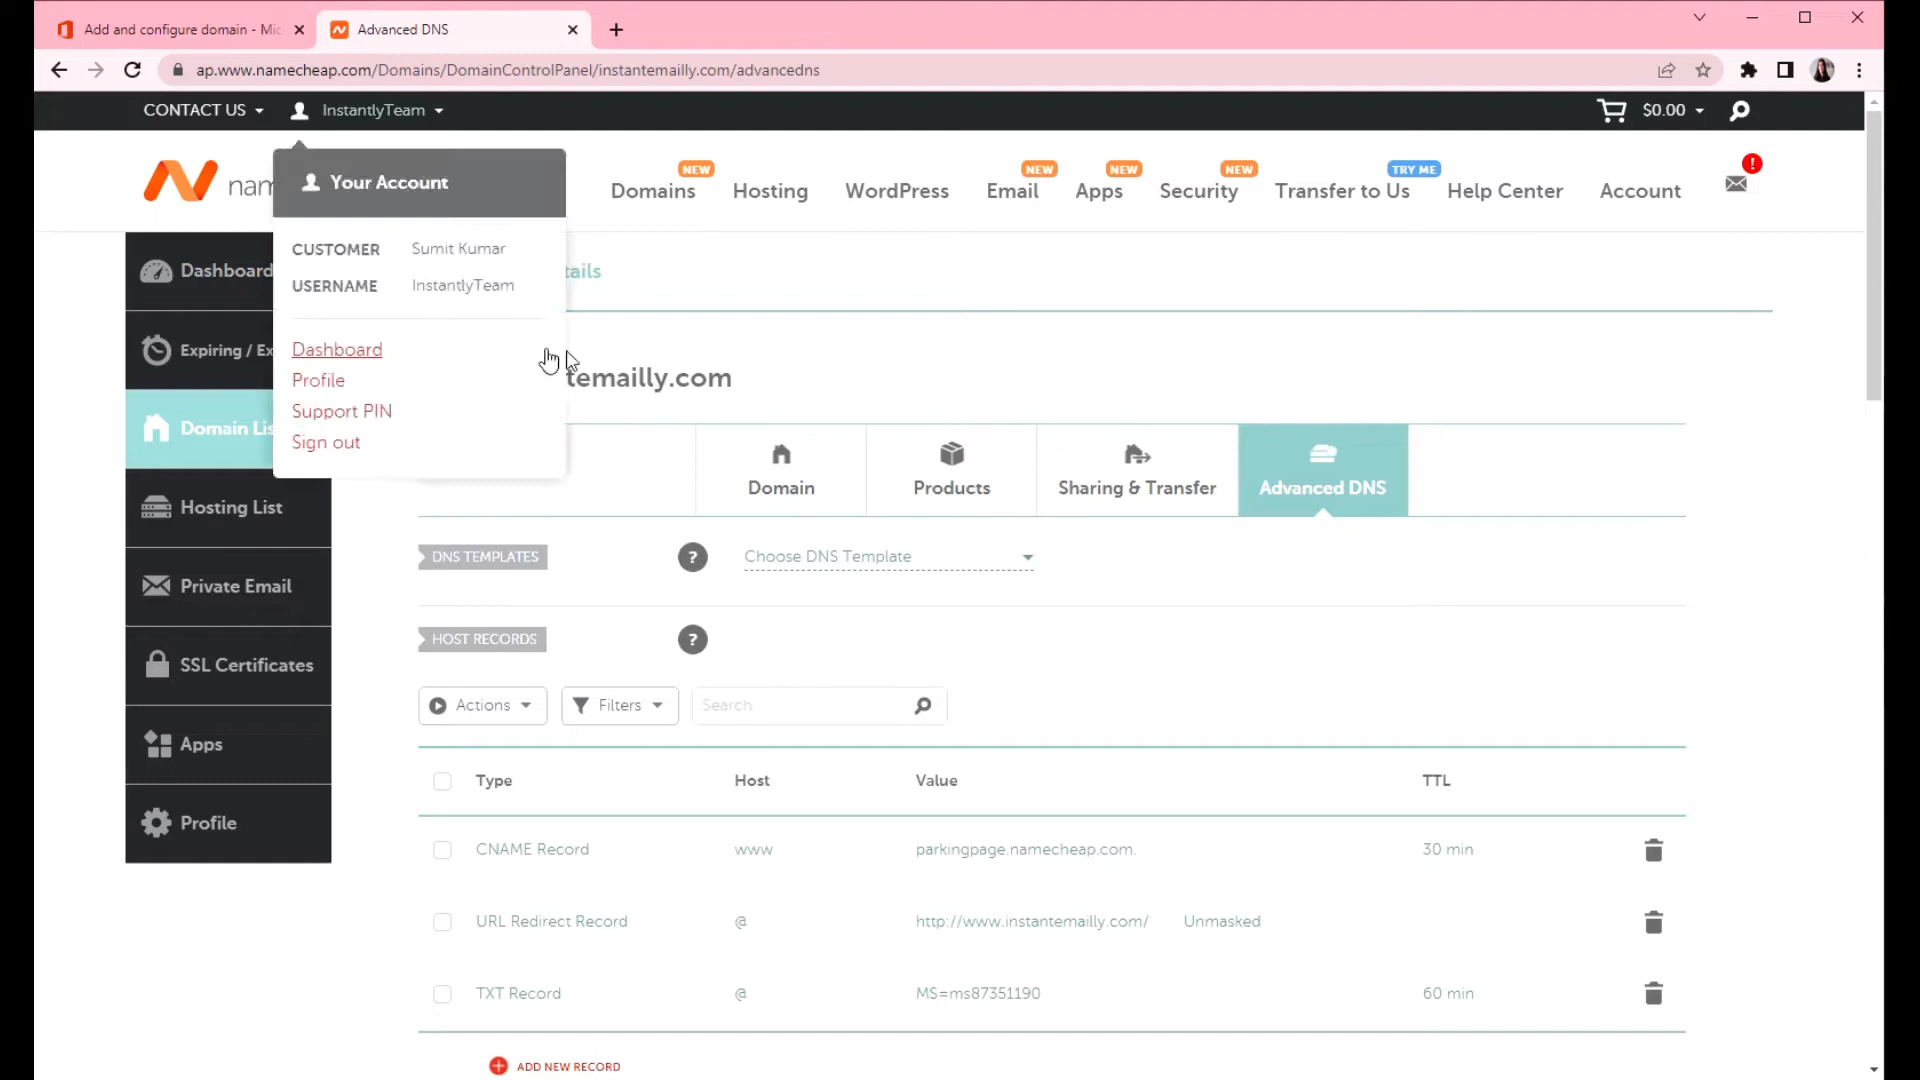 Add and configure domain - Mic
Advanced DNS
ap.www.namecheap.com/Domains/DomainControlPanel/instantemailly.com/advanceddns
CONTACT US
InstantlyTeam
$0.00
nam
Your Account
Domains
NEW
Hosting
WordPress
Email
NEW
Apps
NEW
Security
NEW
Transfer to Us
TRY ME
Help Center
Account
!
CUSTOMER Sumit Kumar
USERNAME InstantlyTeam
Dashboard
Profile
Support PIN
Sign out
Dashboard
Expiring / Ex
Domain Lis
Hosting List
Private Email
SSL Certificates
Apps
Profile
tails
temailly.com
Domain
Products
Sharing & Transfer
Advanced DNS
DNS TEMPLATES
?
Choose DNS Template
HOST RECORDS
?
Actions
Filters
Search
Type Host Value TTL
CNAME Record www parkingpage.namecheap.com. 30 min
URL Redirect Record @ http://www.instantemailly.com/ Unmasked
TXT Record @ MS=ms87351190 60 min
ADD NEW RECORD